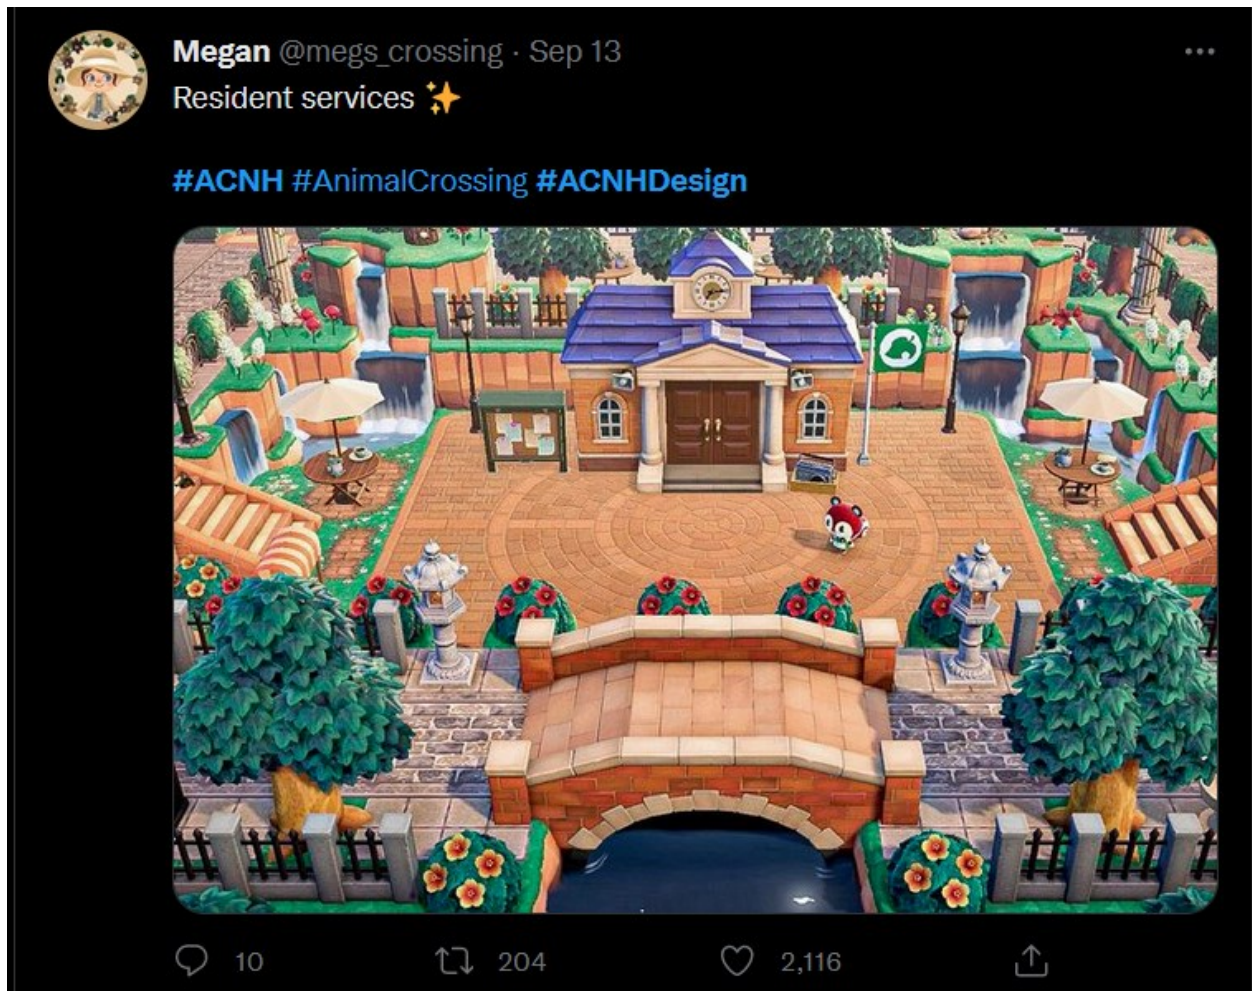 Megan @megs_crossing · Sep 13
Resident services ✨
#ACNH #AnimalCrossing #ACNHDesign
10 204 2,116